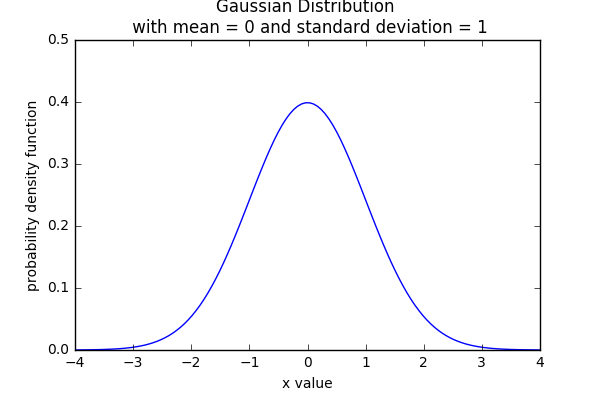 Gaussian Distribution
with mean = 0 and standard deviation = 1
0.5
0.4
0.3
0.2
0.1
0.0
probability density function
−4 −3 −2 −1 0 1 2 3 4
x value